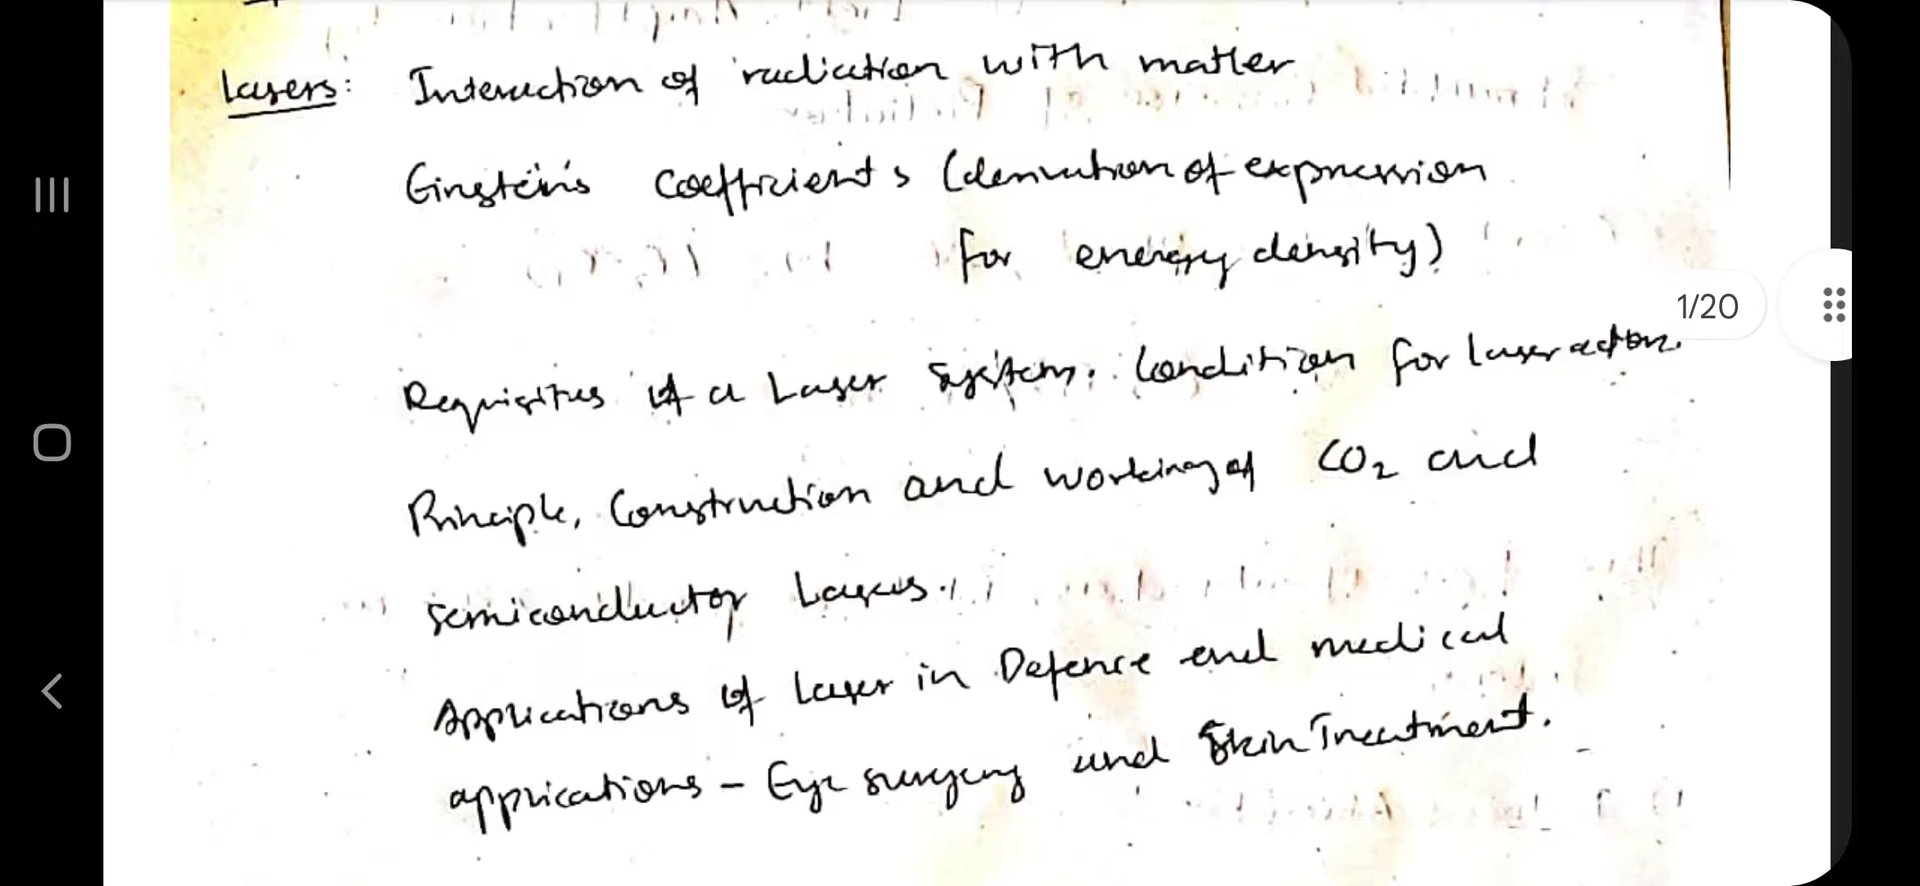 Lasers: Interaction of radiation with matter
Einstein's Coefficients (derivation of expression
for energy density)
1/20
Requisites of a Laser system. Condition for laser action.
Principle, Construction and working of CO2 and
semiconductor Lasers.
Applications of Laser in Defence and medical
applications - Eye surgery and Skin Treatment.